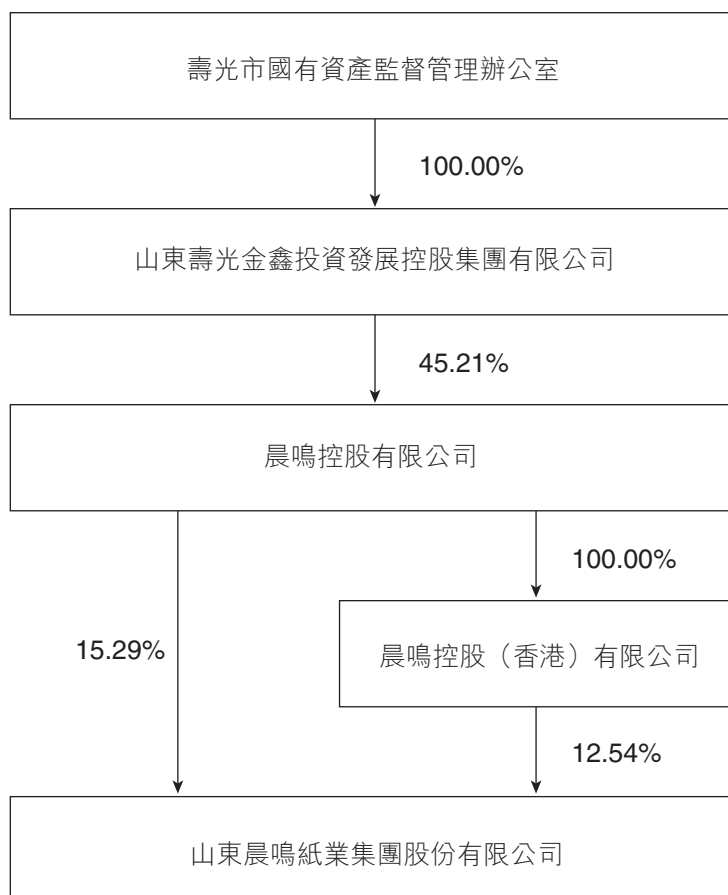 壽光市國有資產監督管理辦公室
100.00%
山東壽光金鑫投資發展控股集團有限公司
45.21%
晨鳴控股有限公司
100.00%
15.29%
晨鳴控股（香港）有限公司
12.54%
山東晨鳴紙業集團股份有限公司